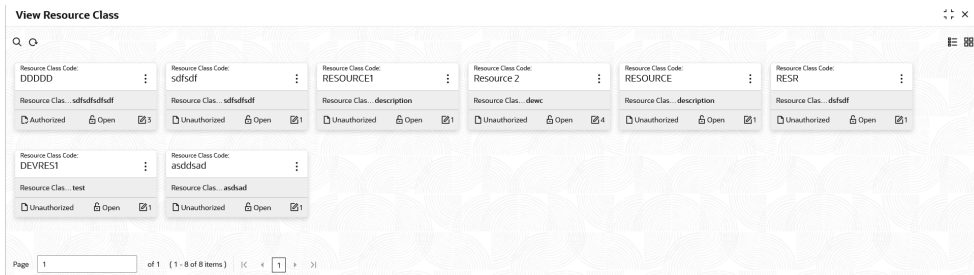 View Resource Class
Resource Class Code: Resource Class Code: Resource Class Code: Resource Class Code: Resource Class Code: Resource Class Code:
DDDDD sdfsdf RESOURCE1 Resource 2 RESOURCE RESR
Resource Clas... sdfsdfsdfsdf Resource Clas... sdfsdfsdf Resource Clas... description Resource Clas... dewc Resource Clas... description Resource Clas... dsfsdf
Authorized Open 3 Unauthorized Open 1 Unauthorized Open 1 Unauthorized Open 4 Unauthorized Open 1 Unauthorized Open 1
Resource Class Code: Resource Class Code:
DEVRES1 asddsad
Resource Clas... test Resource Clas... asdsad
Unauthorized Open 1 Unauthorized Open 1
Page 1 of 1 (1 - 8 of 8 items) 1